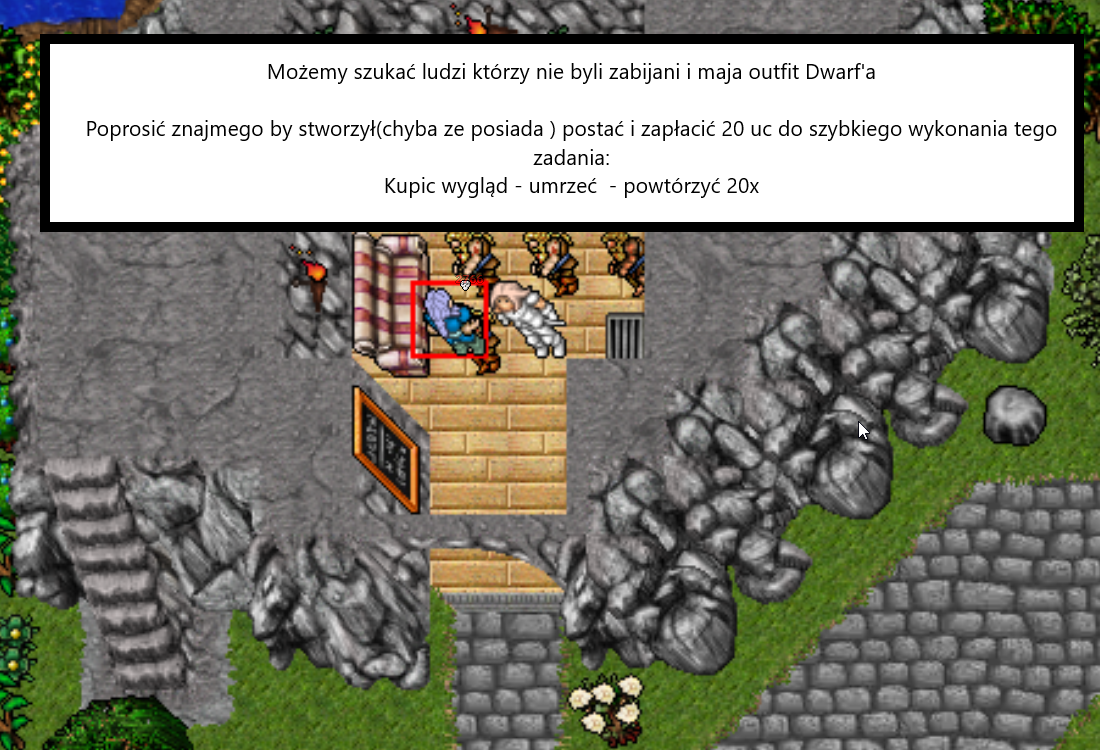 Możemy szukać ludzi którzy nie byli zabijani i maja outfit Dwarf'a
Poprosić znajmego by stworzył(chyba ze posiada ) postać i zapłacić 20 uc do szybkiego wykonania tego
zadania:
Kupic wygląd - umrzeć - powtórzyć 20x